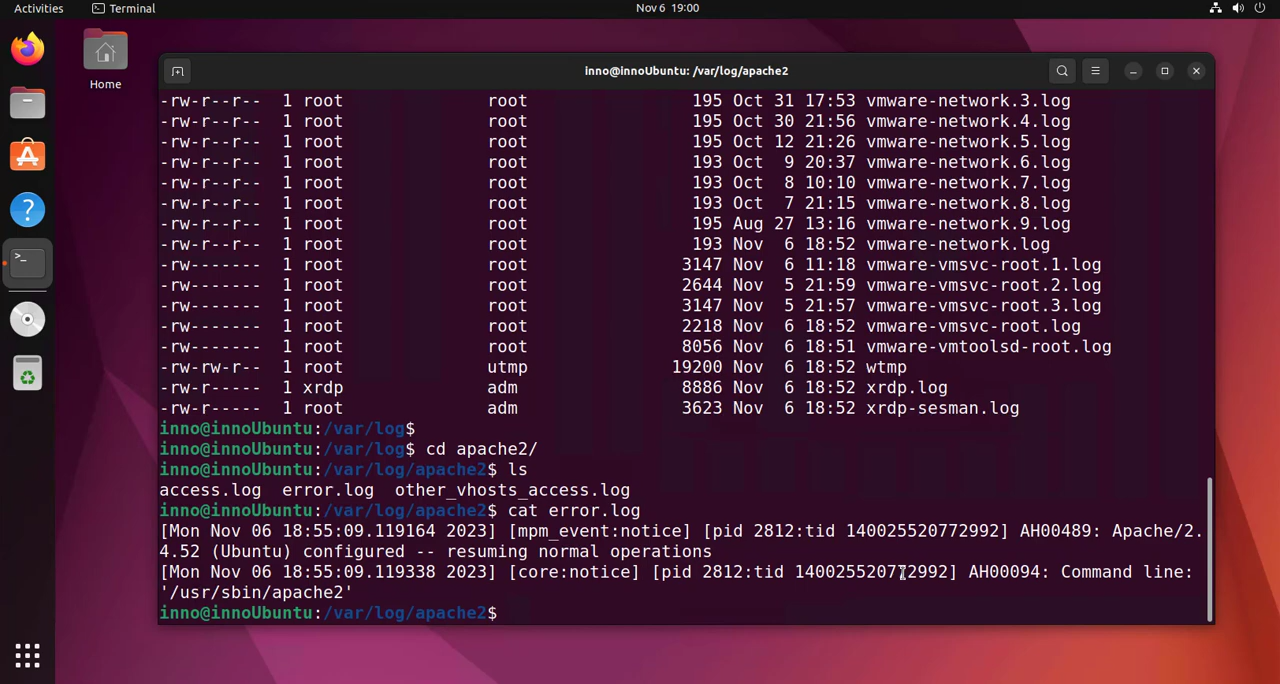 Activities Terminal Nov 6 19:00
Home
inno@innoUbuntu: /var/log/apache2
-rw-r--r-- 1 root root 195 Oct 31 17:53 vmware-network.3.log
-rw-r--r-- 1 root root 195 Oct 30 21:56 vmware-network.4.log
-rw-r--r-- 1 root root 195 Oct 12 21:26 vmware-network.5.log
-rw-r--r-- 1 root root 193 Oct 9 20:37 vmware-network.6.log
-rw-r--r-- 1 root root 193 Oct 8 10:10 vmware-network.7.log
-rw-r--r-- 1 root root 193 Oct 7 21:15 vmware-network.8.log
-rw-r--r-- 1 root root 195 Aug 27 13:16 vmware-network.9.log
-rw-r--r-- 1 root root 193 Nov 6 18:52 vmware-network.log
-rw------- 1 root root 3147 Nov 6 11:18 vmware-vmsvc-root.1.log
-rw------- 1 root root 2644 Nov 5 21:59 vmware-vmsvc-root.2.log
-rw------- 1 root root 3147 Nov 5 21:57 vmware-vmsvc-root.3.log
-rw------- 1 root root 2218 Nov 6 18:52 vmware-vmsvc-root.log
-rw------- 1 root root 8056 Nov 6 18:51 vmware-vmtoolsd-root.log
-rw-rw-r-- 1 root utmp 19200 Nov 6 18:52 wtmp
-rw-r----- 1 xrdp adm 8886 Nov 6 18:52 xrdp.log
-rw-r----- 1 root adm 3623 Nov 6 18:52 xrdp-sesman.log
inno@innoUbuntu:/var/log$
inno@innoUbuntu:/var/log$ cd apache2/
inno@innoUbuntu:/var/log/apache2$ ls
access.log error.log other_vhosts_access.log
inno@innoUbuntu:/var/log/apache2$ cat error.log
[Mon Nov 06 18:55:09.119164 2023] [mpm_event:notice] [pid 2812:tid 140025520772992] AH00489: Apache/2.
4.52 (Ubuntu) configured -- resuming normal operations
[Mon Nov 06 18:55:09.119338 2023] [core:notice] [pid 2812:tid 140025520772992] AH00094: Command line:
'/usr/sbin/apache2'
inno@innoUbuntu:/var/log/apache2$